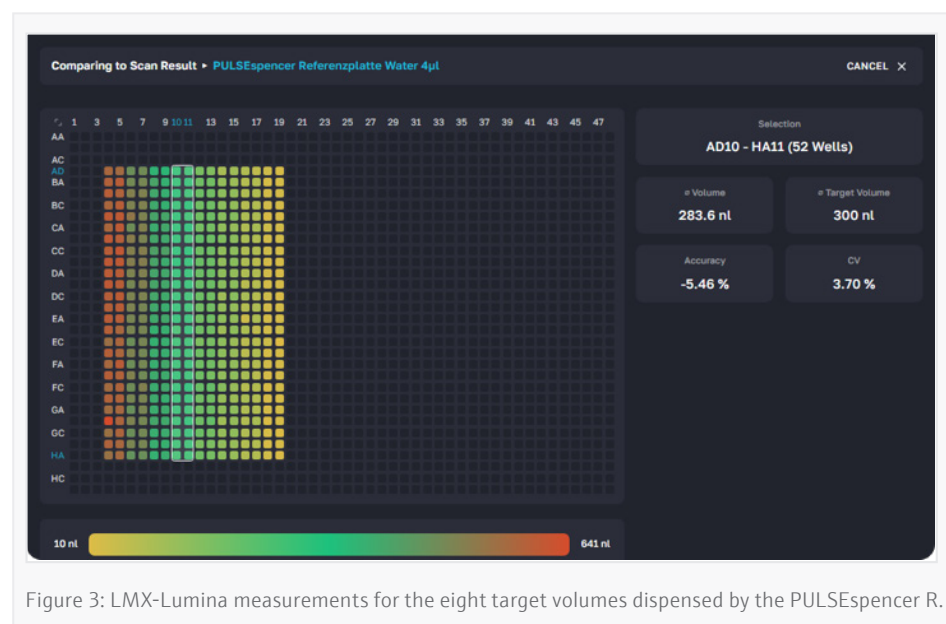 Comparing to Scan Result ▸ PULSEspencer Referenzplatte Water 4µl
CANCEL ×
1 3 5 7 9 10 11 13 15 17 19 21 23 25 27 29 31 33 35 37 39 41 43 45 47
AA
AC
AD
BA
BC
CA
CC
DA
DC
EA
EC
FA
FC
GA
GC
HA
HC
Selection
AD10 - HA11 (52 Wells)
⌀ Volume
283.6 nl
⌀ Target Volume
300 nl
Accuracy
-5.46 %
CV
3.70 %
10 nl
641 nl
Figure 3: LMX-Lumina measurements for the eight target volumes dispensed by the PULSEspencer R.